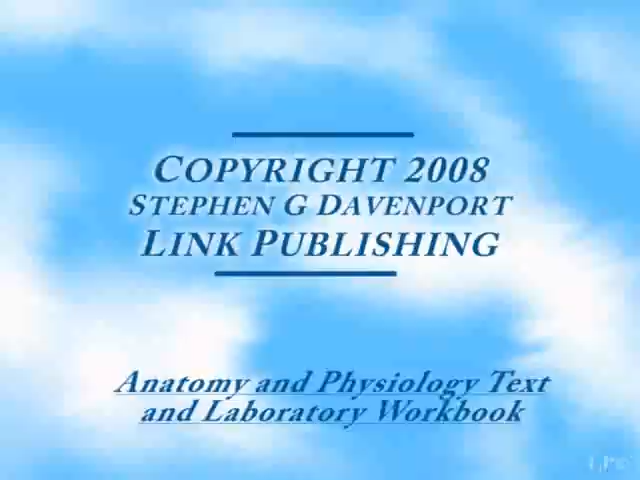 COPYRIGHT 2008
STEPHEN G DAVENPORT
LINK PUBLISHING
Anatomy and Physiology Text
and Laboratory Workbook